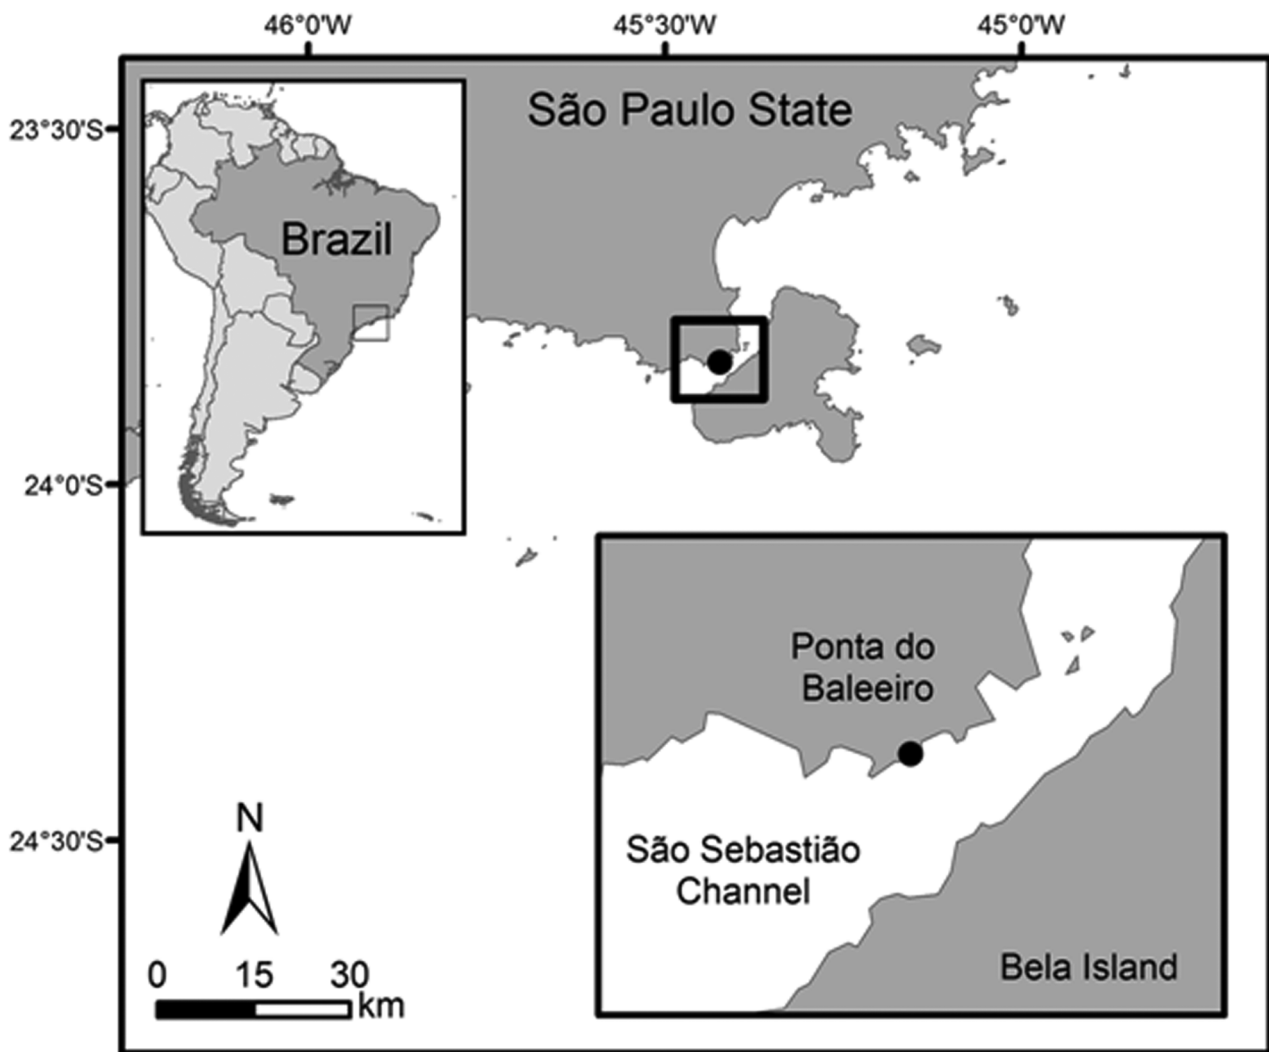 46°0'W
45°30'W
45°0'W
São Paulo State
23°30'S
Brazil
24°0'S
Ponta do
Baleeiro
N
24°30'S
São Sebastião
Channel
Bela Island
0 15 30
km